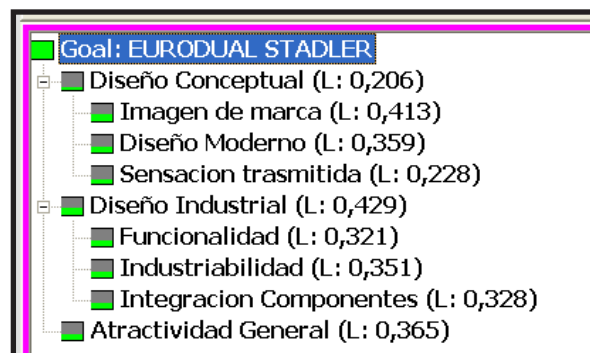 Goal: EURODUAL STADLER
Diseño Conceptual (L: 0,206)
Imagen de marca (L: 0,413)
Diseño Moderno (L: 0,359)
Sensacion trasmitida (L: 0,228)
Diseño Industrial (L: 0,429)
Funcionalidad (L: 0,321)
Industriabilidad (L: 0,351)
Integracion Componentes (L: 0,328)
Atractividad General (L: 0,365)